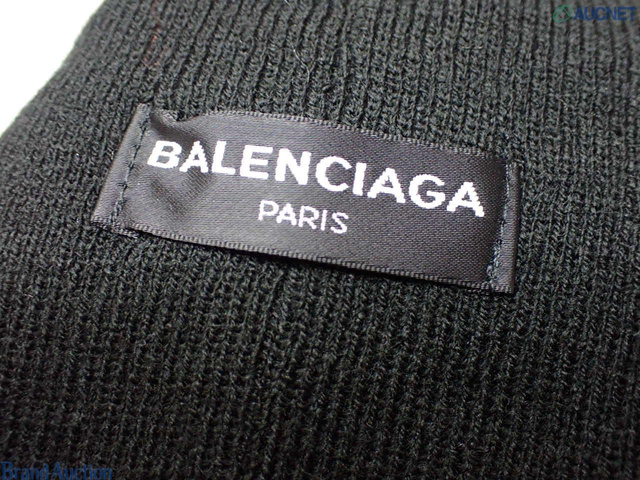 AUCNET
BALENCIAGA
PARIS
Brand Auction